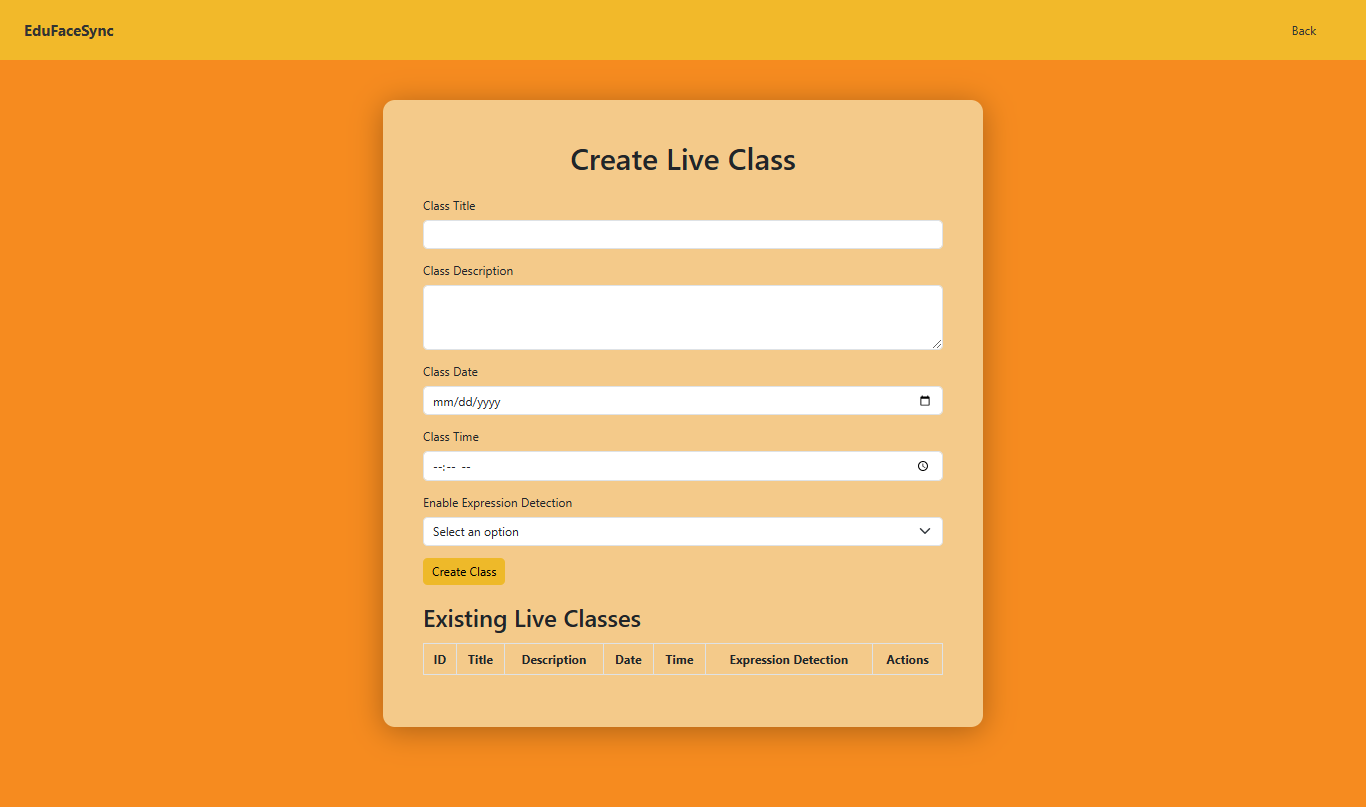 EduFaceSync Back
Create Live Class
Class Title
Class Description
Class Date
mm/dd/yyyy
Class Time
--:-- --
Enable Expression Detection
Select an option
Create Class
Existing Live Classes
ID Title Description Date Time Expression Detection Actions